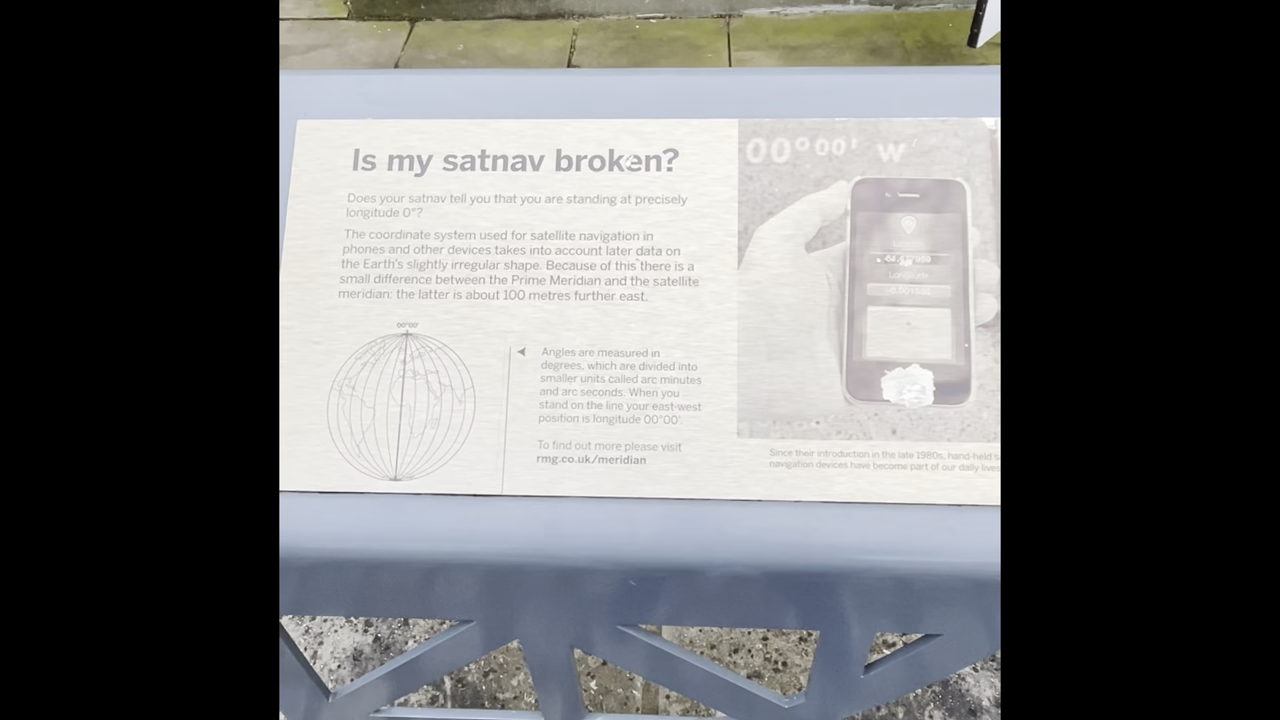 Is my satnav broken?
Does your satnav tell you that you are standing at precisely
longitude 0°?
The coordinate system used for satellite navigation in
phones and other devices takes into account later data on
the Earth's slightly irregular shape. Because of this there is a
small difference between the Prime Meridian and the satellite
meridian: the latter is about 100 metres further east.
00°00'
Angles are measured in
degrees, which are divided into
smaller units called arc minutes
and arc seconds. When you
stand on the line your east-west
position is longitude 00°00'.
To find out more please visit
rmg.co.uk/meridian
00°00' W
Longitude
Since their introduction in the late 1980s, hand-held
navigation devices have become part of our daily lives